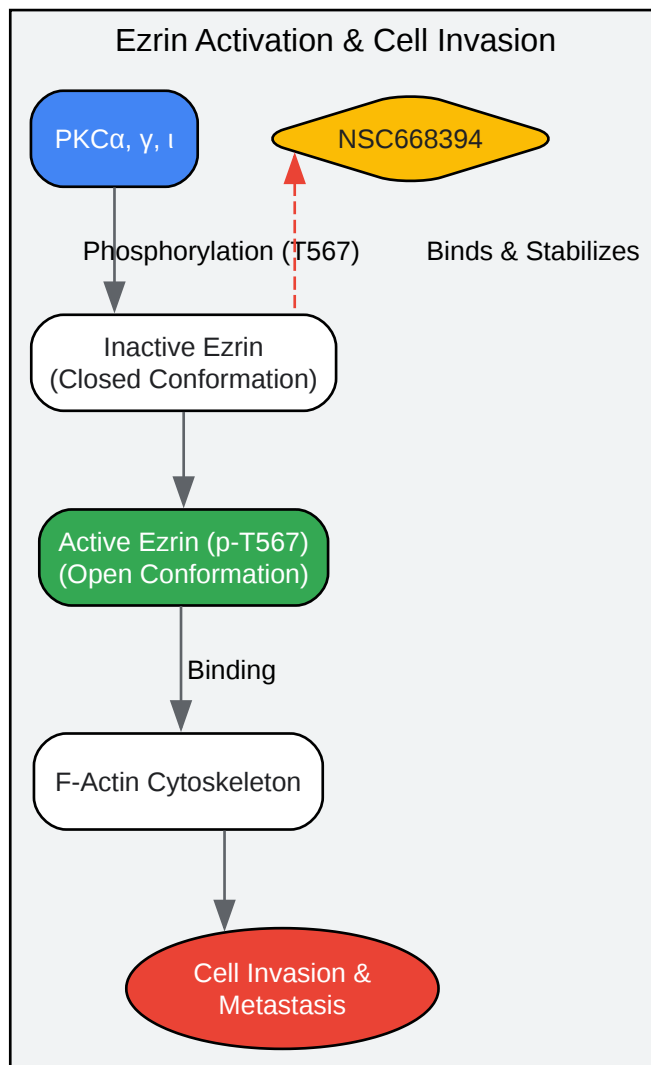 Ezrin Activation & Cell Invasion
PKCα, γ, ι
NSC668394
Phosphorylation (T567)
Binds & Stabilizes
Inactive Ezrin
(Closed Conformation)
Active Ezrin (p-T567)
(Open Conformation)
Binding
F-Actin Cytoskeleton
Cell Invasion &
Metastasis